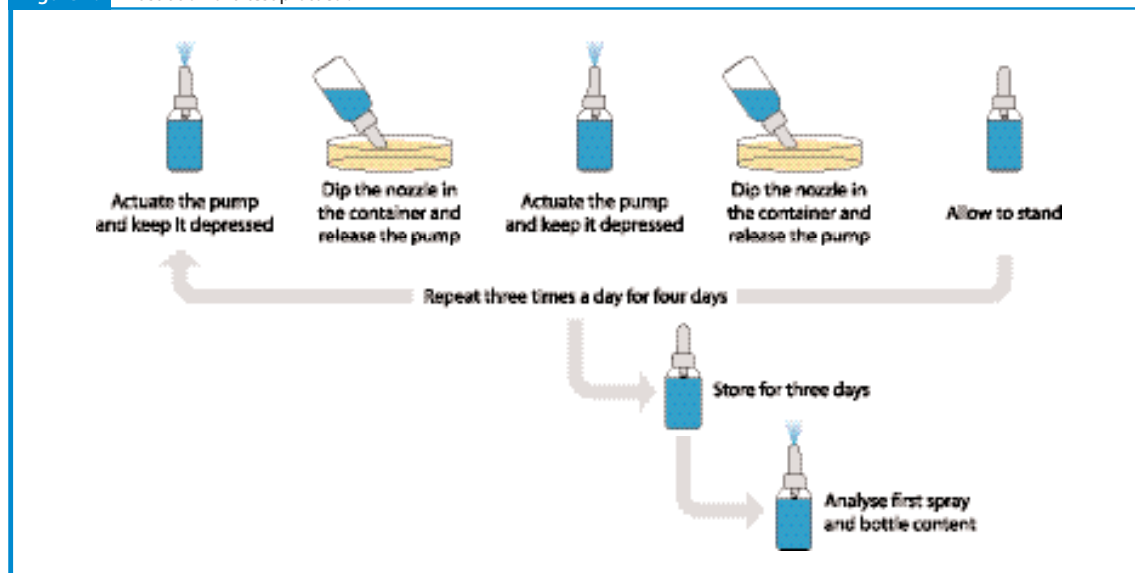 Actuate the pump
and keep it depressed
Dip the nozzle in
the container and
release the pump
Actuate the pump
and keep it depressed
Dip the nozzle in
the container and
release the pump
Allow to stand
Repeat three times a day for four days
Store for three days
Analyse first spray
and bottle content